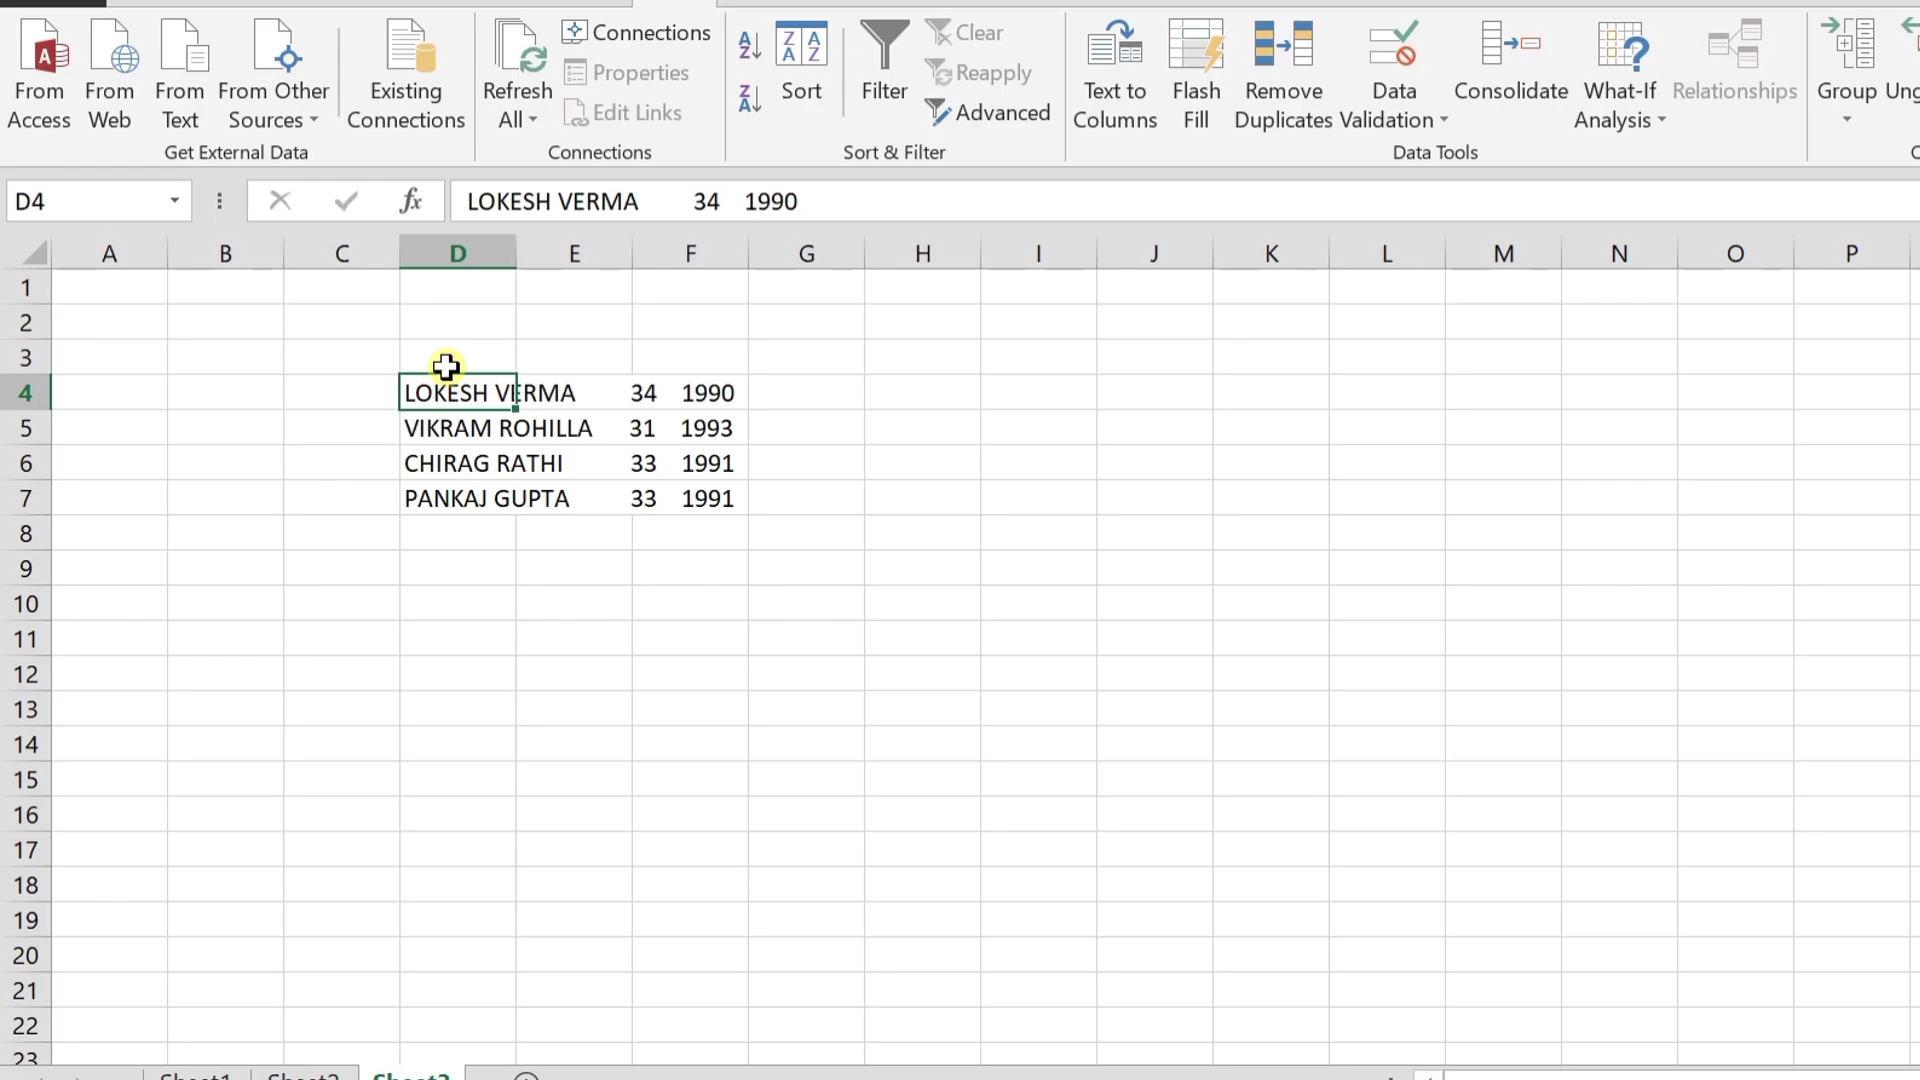 From Access
From Web
From Text
From Other Sources
Existing Connections
Refresh All
Connections
Properties
Edit Links
Sort
Filter
Clear
Reapply
Advanced
Text to Columns
Flash Fill
Remove Duplicates
Data Validation
Consolidate
What-If Analysis
Relationships
Group
Get External Data
Connections
Sort & Filter
Data Tools
D4
fx
LOKESH VERMA 34 1990
A B C D E F G H I J K L M N O P
1
2
3
4 LOKESH VERMA 34 1990
5 VIKRAM ROHILLA 31 1993
6 CHIRAG RATHI 33 1991
7 PANKAJ GUPTA 33 1991
8
9
10
11
12
13
14
15
16
17
18
19
20
21
22
23